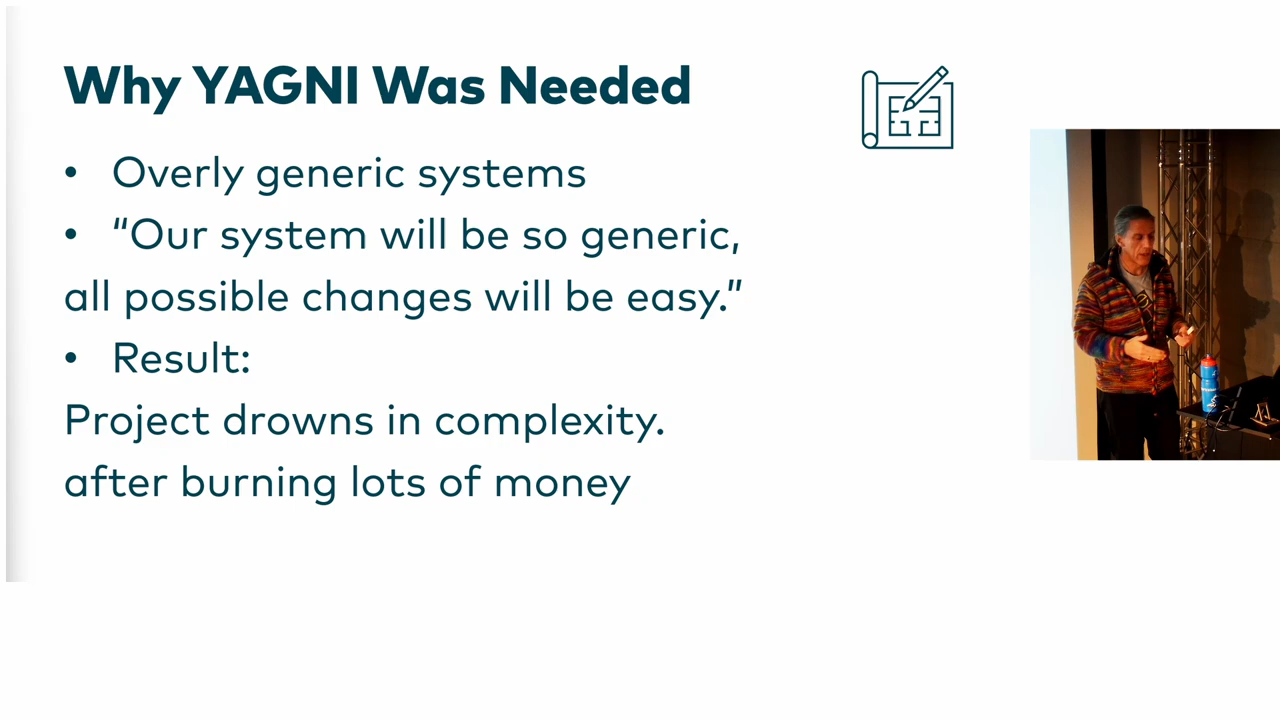 Why YAGNI Was Needed
• Overly generic systems
• “Our system will be so generic,
all possible changes will be easy.”
• Result:
Project drowns in complexity.
after burning lots of money